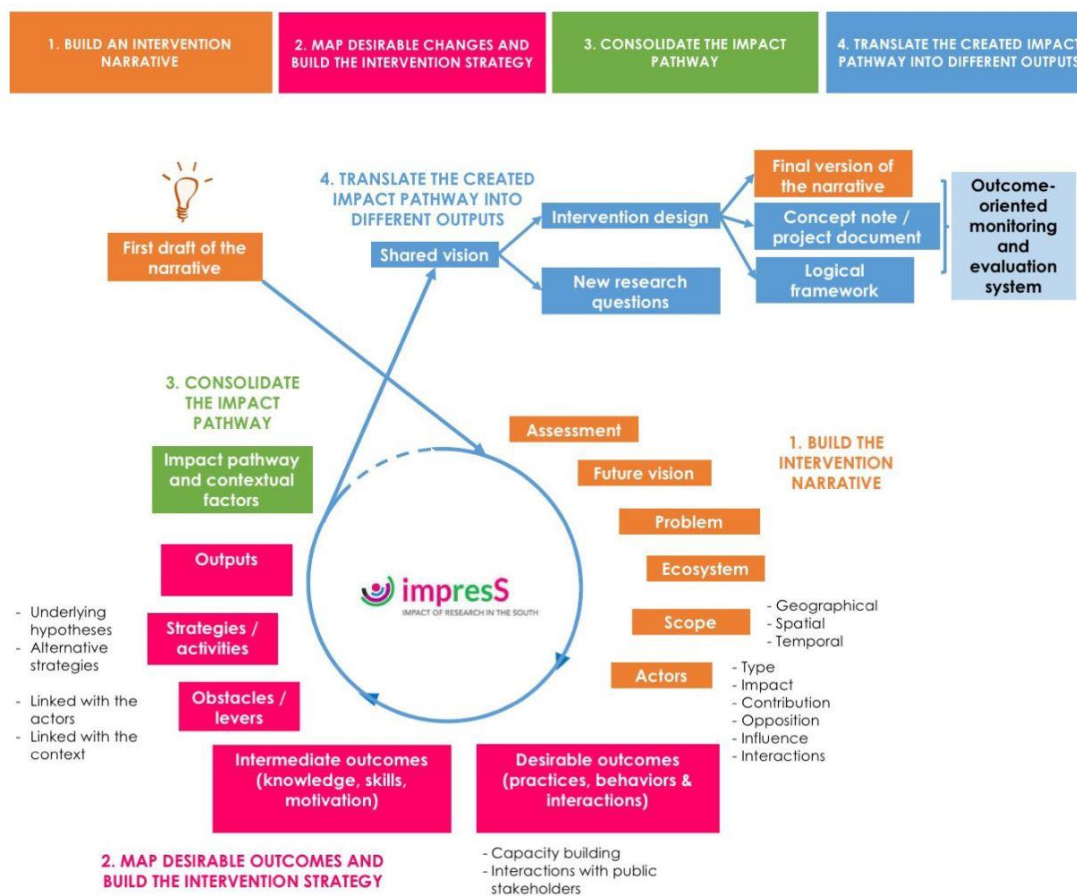 1. BUILD AN INTERVENTION
NARRATIVE
2. MAP DESIRABLE CHANGES AND
BUILD THE INTERVENTION STRATEGY
3. CONSOLIDATE THE IMPACT
PATHWAY
4. TRANSLATE THE CREATED IMPACT
PATHWAY INTO DIFFERENT OUTPUTS
First draft of the
narrative
4. TRANSLATE THE CREATED
IMPACT PATHWAY INTO
DIFFERENT OUTPUTS
Shared vision
Intervention design
New research
questions
Final version of
the narrative
Concept note /
project document
Logical
framework
Outcome-
oriented
monitoring
and
evaluation
system
3. CONSOLIDATE
THE IMPACT
PATHWAY
Impact pathway
and contextual
factors
Assessment
Future vision
Problem
Ecosystem
Scope
Actors
1. BUILD THE
INTERVENTION
NARRATIVE
- Geographical
- Spatial
- Temporal
- Type
- Impact
- Contribution
- Opposition
- Influence
- Interactions
impresS
IMPACT OF RESEARCH IN THE SOUTH
Outputs
Strategies /
activities
Obstacles /
levers
- Underlying
hypotheses
- Alternative
strategies
- Linked with the
actors
- Linked with the
context
Intermediate outcomes
(knowledge, skills,
motivation)
Desirable outcomes
(practices, behaviors &
interactions)
2. MAP DESIRABLE OUTCOMES AND
BUILD THE INTERVENTION STRATEGY
- Capacity building
- Interactions with public
stakeholders